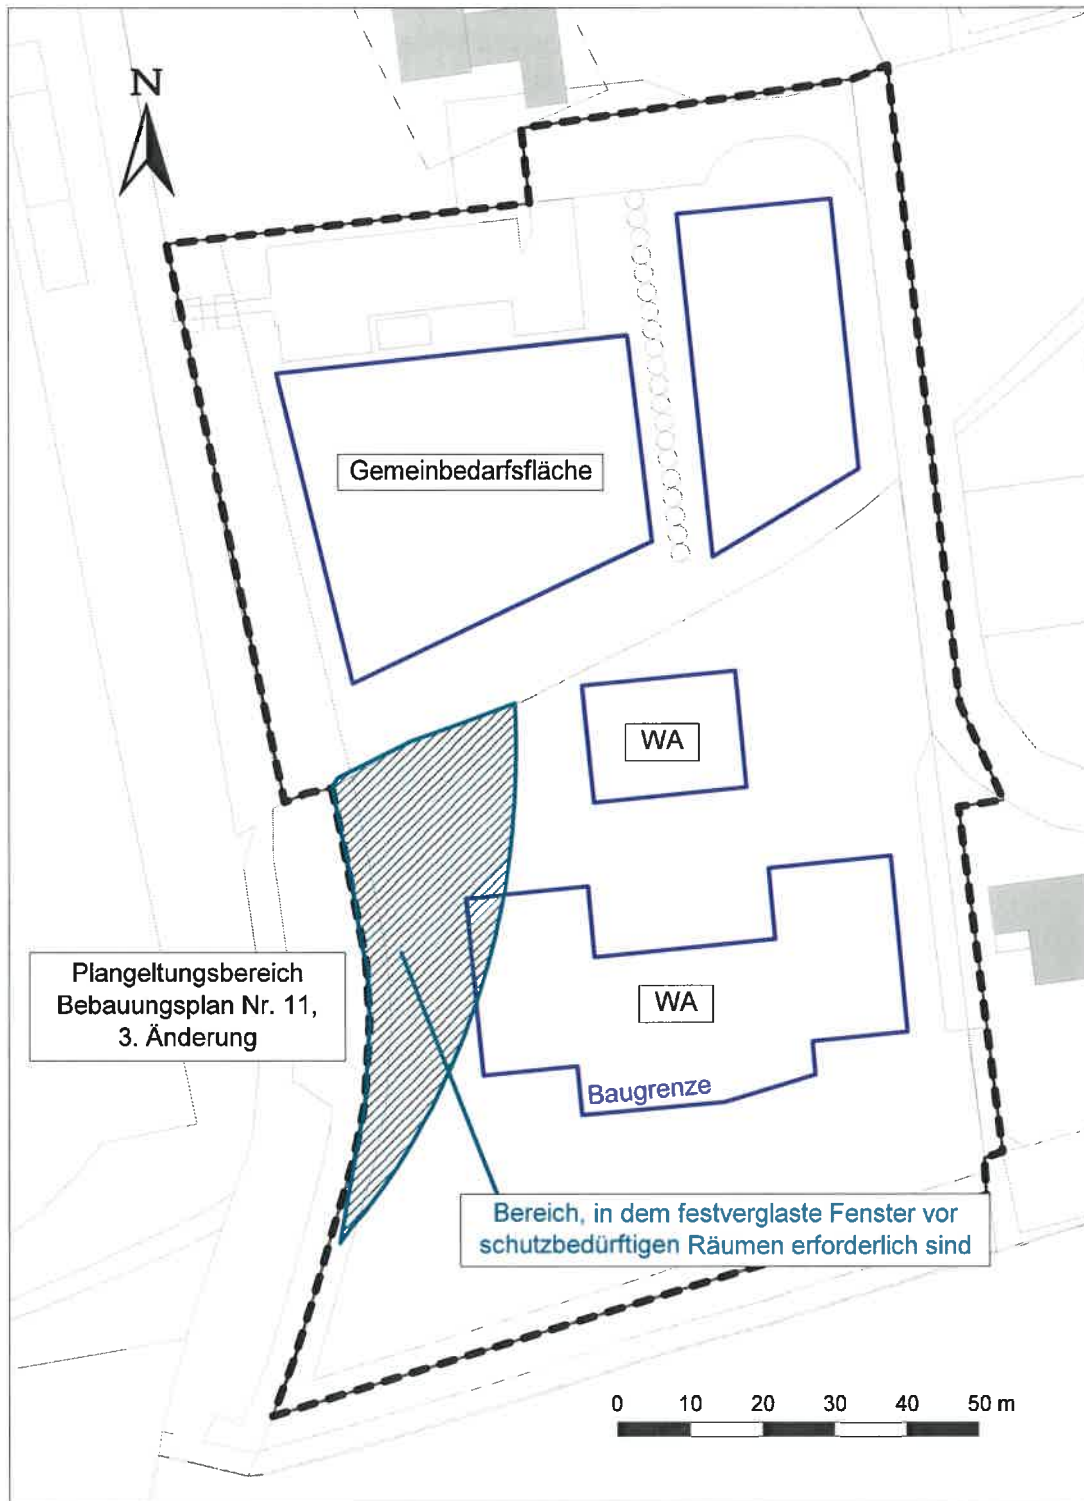 N
Gemeinbedarfsfläche
WA
Plangeltungsbereich
Bebauungsplan Nr. 11,
3. Änderung
WA
Baugrenze
Bereich, in dem festverglaste Fenster vor
schutzbedürftigen Räumen erforderlich sind
0 10 20 30 40 50 m